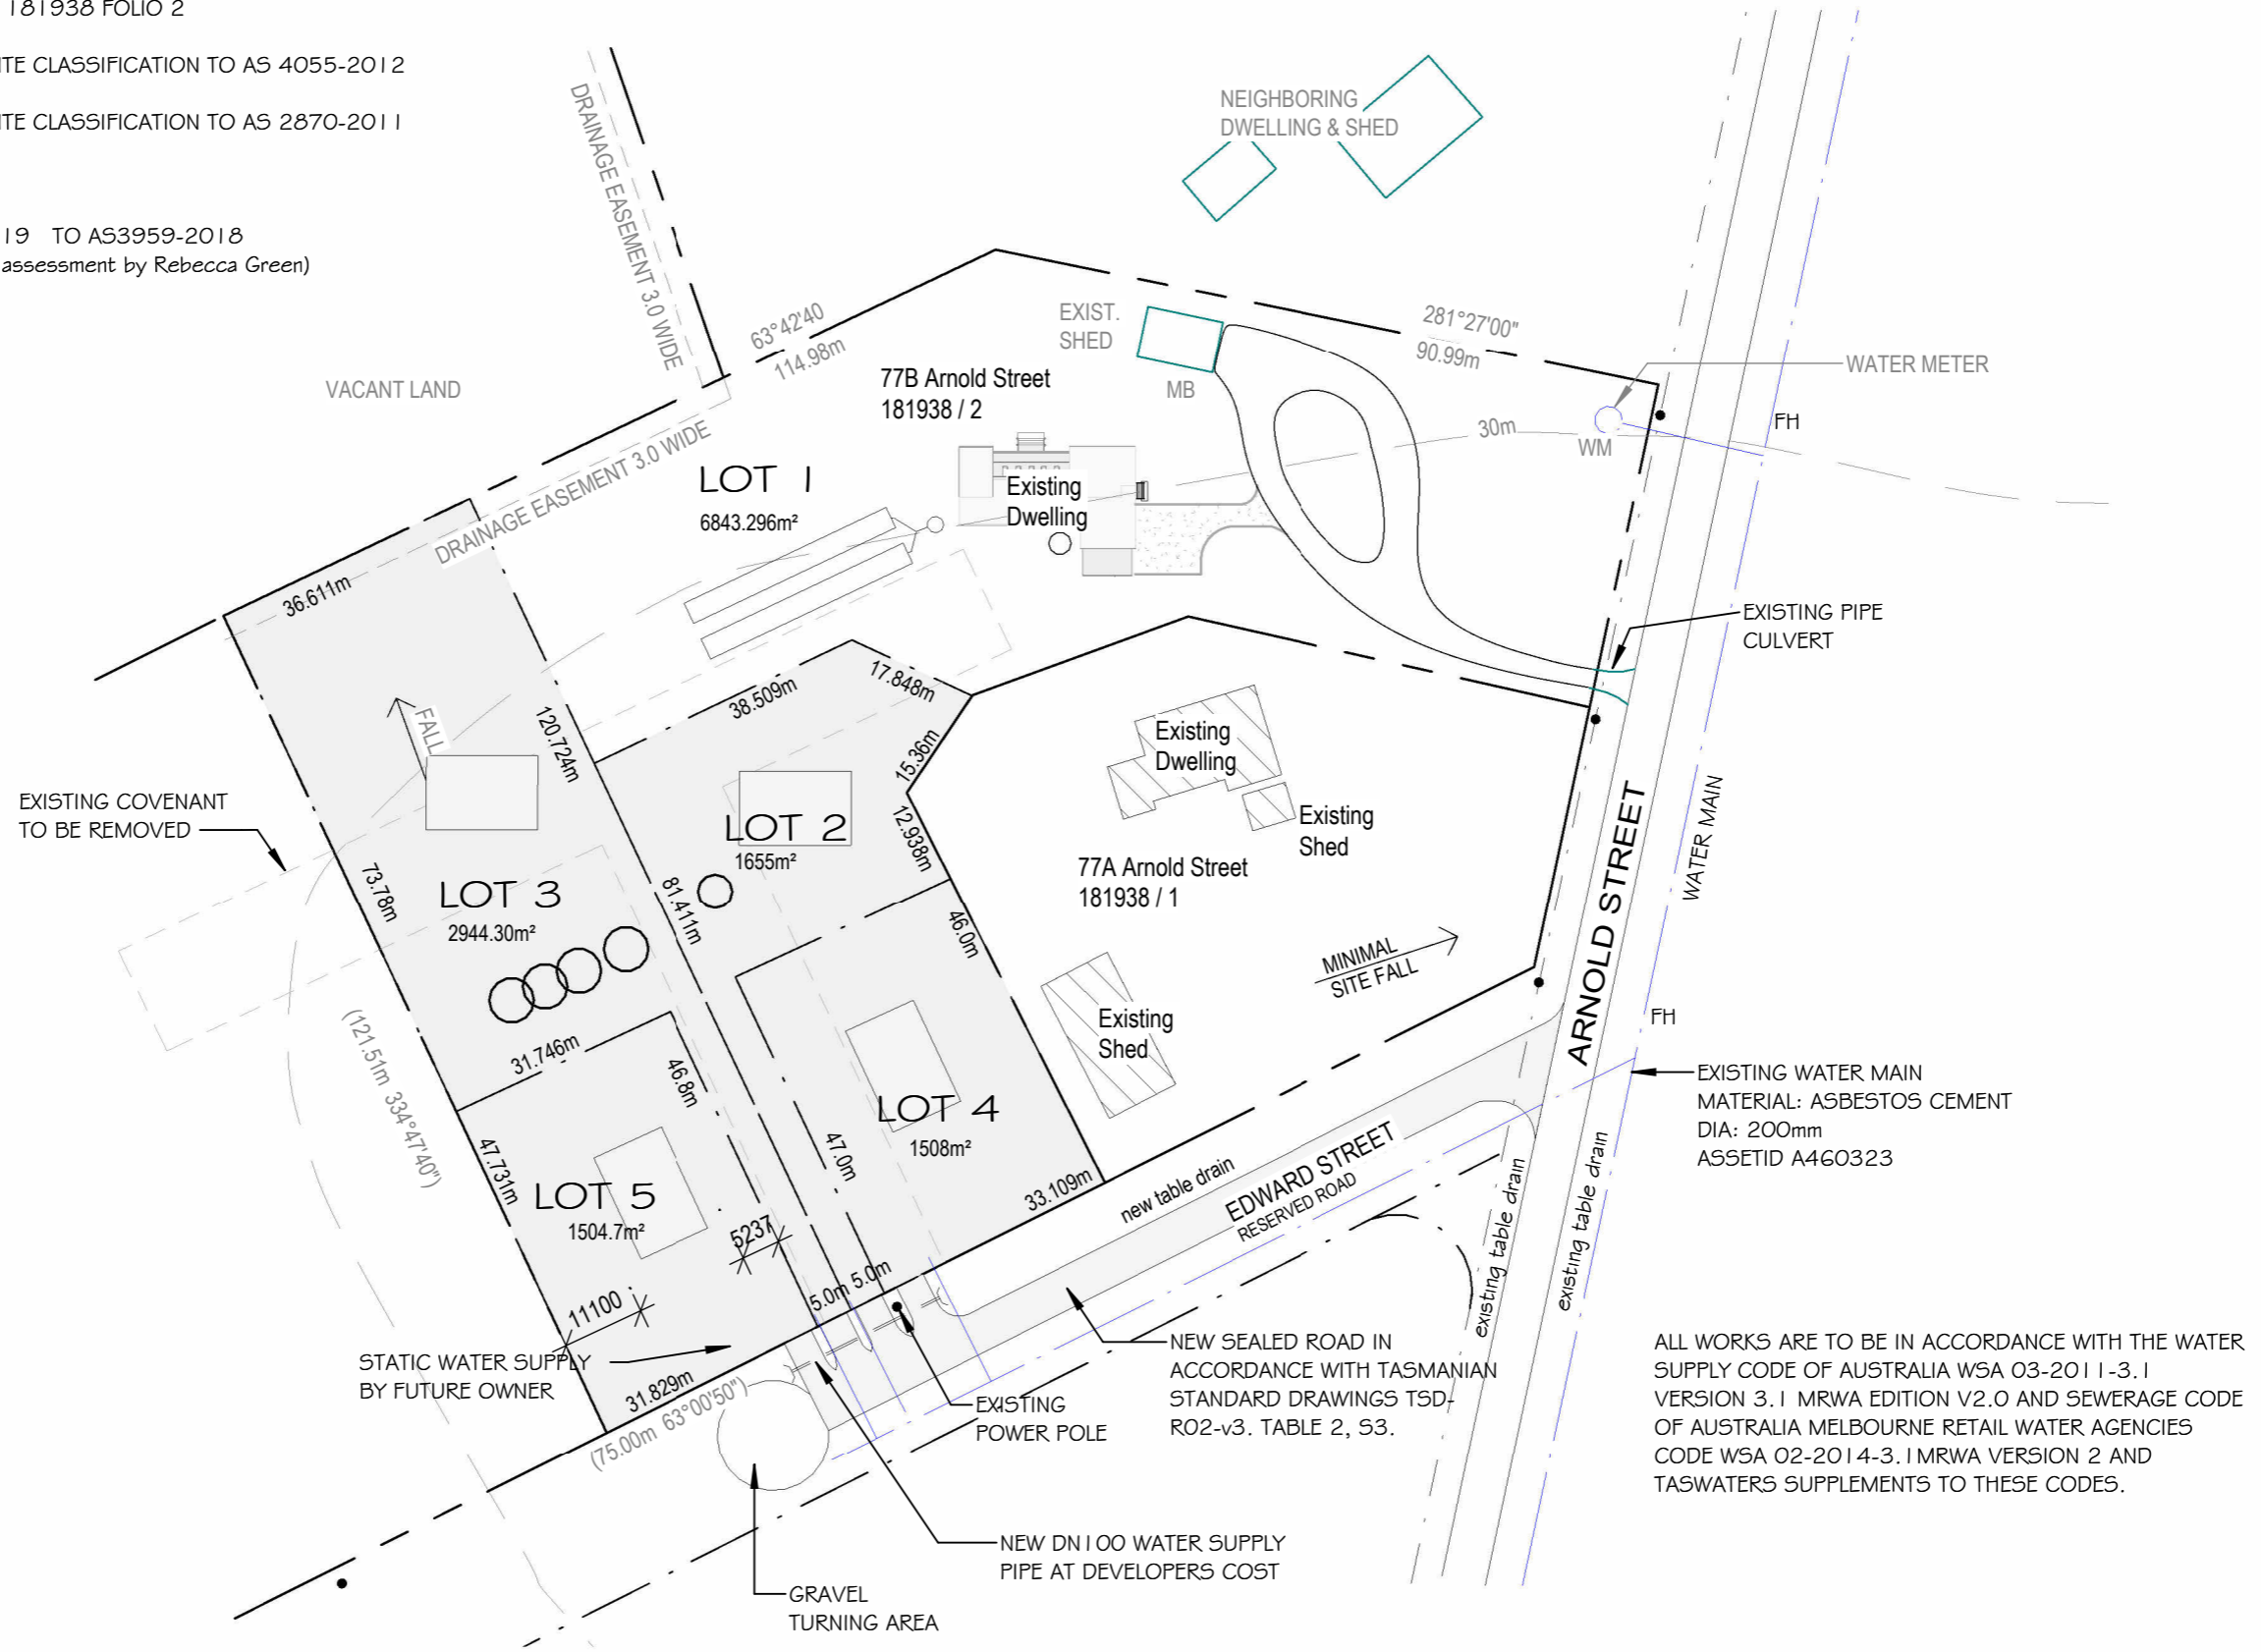 181938 FOLIO 2
ITE CLASSIFICATION TO AS 4055-2012
ITE CLASSIFICATION TO AS 2870-2011
19 TO AS3959-2018
assessment by Rebecca Green)
DRAINAGE EASEMENT 3.0 WIDE
NEIGHBORING
DWELLING & SHED
VACANT LAND
63°42'40
114.98m
EXIST.
SHED
MB
281°27'00"
90.99m
WATER METER
77B Arnold Street
181938 / 2
30m
WM
FH
DRAINAGE EASEMENT 3.0 WIDE
LOT 1
6843.296m²
Existing
Dwelling
36.611m
EXISTING PIPE
CULVERT
38.509m
17.848m
120.724m
FALL
15.36m
Existing
Dwelling
Existing
Shed
EXISTING COVENANT
TO BE REMOVED
LOT 2
1655m²
12.938m
77A Arnold Street
181938 / 1
ARNOLD STREET
WATER MAIN
73.78m
LOT 3
2944.30m²
81.411m
46.0m
MINIMAL
SITE FALL
Existing
Shed
FH
(121.51m 334°47'40")
31.746m
46.8m
LOT 4
1508m²
EXISTING WATER MAIN
MATERIAL: ASBESTOS CEMENT
DIA: 200mm
ASSETID A460323
47.731m
47.0m
LOT 5
1504.7m²
33.109m
new table drain
EDWARD STREET
RESERVED ROAD
existing table drain
existing table drain
5237
11100
5.0m 5.0m
STATIC WATER SUPPLY
BY FUTURE OWNER
31.829m
(75.00m 63°00'50")
EXISTING
POWER POLE
NEW SEALED ROAD IN
ACCORDANCE WITH TASMANIAN
STANDARD DRAWINGS TSD-
R02-v3. TABLE 2, S3.
ALL WORKS ARE TO BE IN ACCORDANCE WITH THE WATER
SUPPLY CODE OF AUSTRALIA WSA 03-2011-3.1
VERSION 3.1 MRWA EDITION V2.0 AND SEWERAGE CODE
OF AUSTRALIA MELBOURNE RETAIL WATER AGENCIES
CODE WSA 02-2014-3.1MRWA VERSION 2 AND
TASWATERS SUPPLEMENTS TO THESE CODES.
NEW DN100 WATER SUPPLY
PIPE AT DEVELOPERS COST
GRAVEL
TURNING AREA